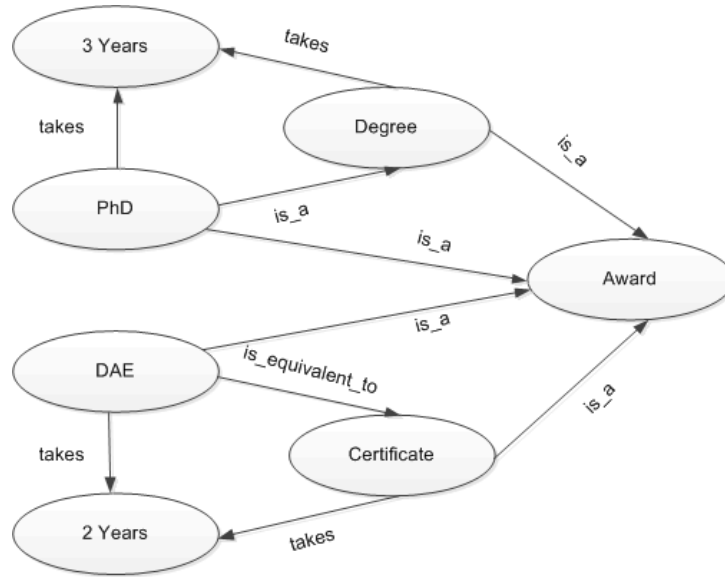 3 Years
takes
Degree
takes
is_a
PhD
is_a
is_a
Award
is_a
DAE
is_equivalent_to
is_a
takes
Certificate
2 Years
takes